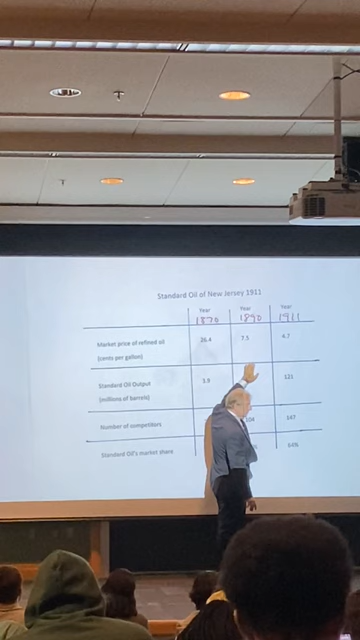 Standard Oil of New Jersey 1911
Year Year Year
1870 1890 1911
Market price of refined oil 26.4 7.5 4.7
(cents per gallon)
Standard Oil Output 3.9 121
(millions of barrels)
Number of competitors 147
Standard Oil's market share 64%